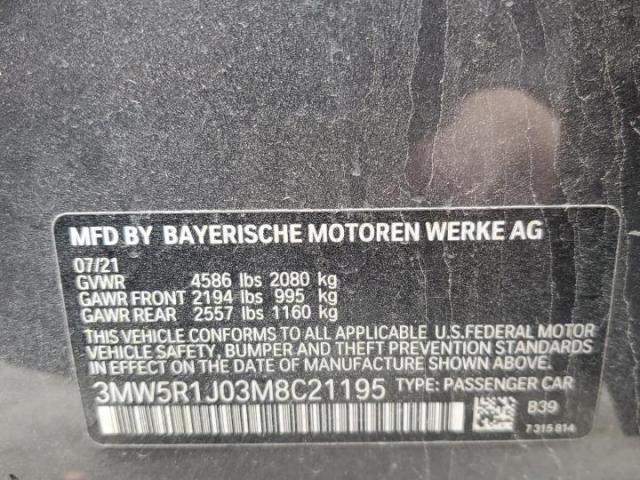 MFD BY BAYERISCHE MOTOREN WERKE AG
07/21
GVWR 4586 lbs 2080 kg
GAWR FRONT 2194 lbs 995 kg
GAWR REAR 2557 lbs 1160 kg
THIS VEHICLE CONFORMS TO ALL APPLICABLE U.S.FEDERAL MOTOR
VEHICLE SAFETY, BUMPER AND THEFT PREVENTION STANDARDS
IN EFFECT ON THE DATE OF MANUFACTURE SHOWN ABOVE.
3MW5R1J03M8C21195 TYPE: PASSENGER CAR
B39
7 315 814